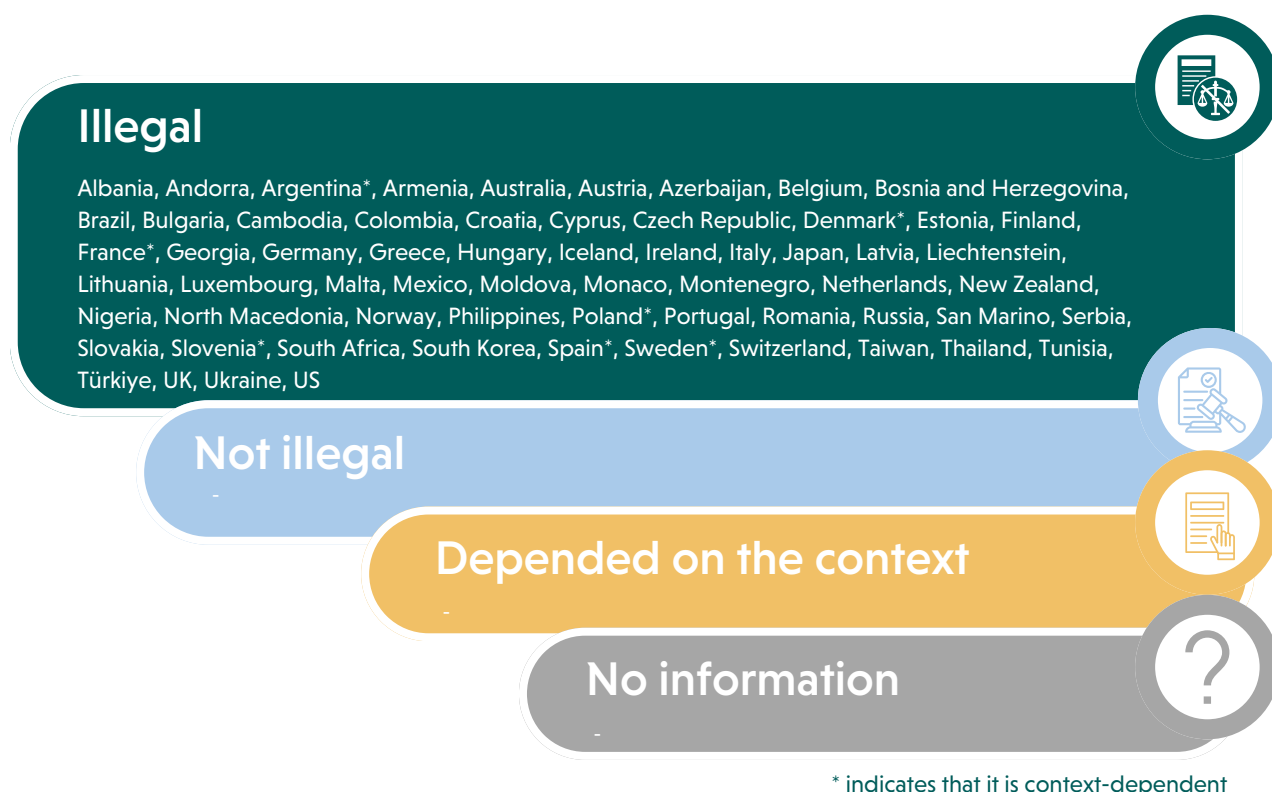 Illegal
Albania, Andorra, Argentina*, Armenia, Australia, Austria, Azerbaijan, Belgium, Bosnia and Herzegovina,
Brazil, Bulgaria, Cambodia, Colombia, Croatia, Cyprus, Czech Republic, Denmark*, Estonia, Finland,
France*, Georgia, Germany, Greece, Hungary, Iceland, Ireland, Italy, Japan, Latvia, Liechtenstein,
Lithuania, Luxembourg, Malta, Mexico, Moldova, Monaco, Montenegro, Netherlands, New Zealand,
Nigeria, North Macedonia, Norway, Philippines, Poland*, Portugal, Romania, Russia, San Marino, Serbia,
Slovakia, Slovenia*, South Africa, South Korea, Spain*, Sweden*, Switzerland, Taiwan, Thailand, Tunisia,
Türkiye, UK, Ukraine, US
Not illegal
-
Depended on the context
-
No information
-
?
* indicates that it is context-dependent